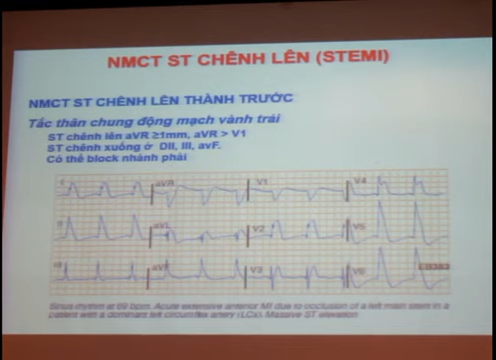 NMCT ST CHÊNH LÊN (STEMI)
NMCT ST CHÊNH LÊN THÀNH TRƯỚC
Tắc thân chung động mạch vành trái
ST chênh lên aVR ≥1mm, aVR > V1
ST chênh xuống ở DII, III, avF.
Có thể block nhánh phải
I aVR V1 V4
II aVL V2 V5
III aVF V3 V6
Sinus rhythm at 69 bpm. Acute extensive anterior MI due to occlusion of a left main stem in a
patient with a dominant left circumflex artery (LCx). Massive ST elevation